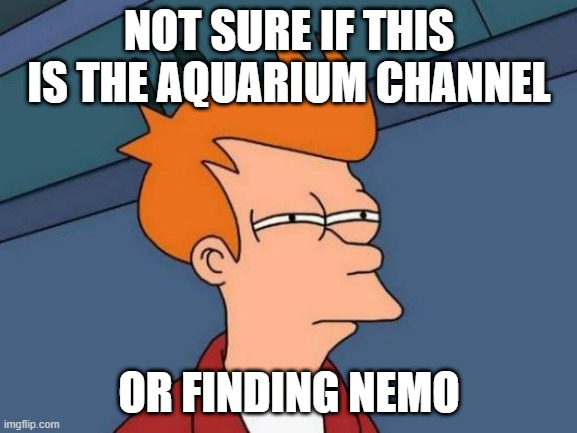 NOT SURE IF THIS
IS THE AQUARIUM CHANNEL
OR FINDING NEMO
imgflip.com